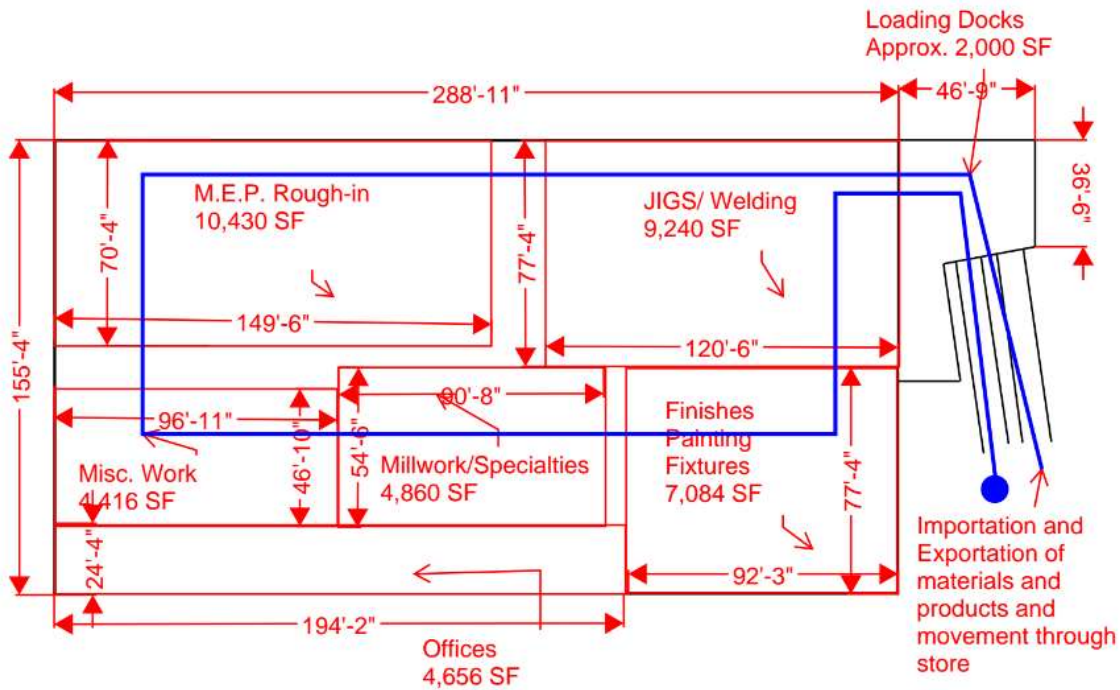 Loading Docks
Approx. 2,000 SF
288'-11"
46'-9"
36'-6"
M.E.P. Rough-in
10,430 SF
JIGS/ Welding
9,240 SF
70'-4"
77'-4"
155'-4"
149'-6"
120'-6"
90'-8"
96'-11"
46'-10"
54'-6"
Finishes
Painting
Fixtures
7,084 SF
77'-4"
Misc. Work
4,416 SF
Millwork/Specialties
4,860 SF
24'-4"
92'-3"
194'-2"
Offices
4,656 SF
Importation and
Exportation of
materials and
products and
movement through
store